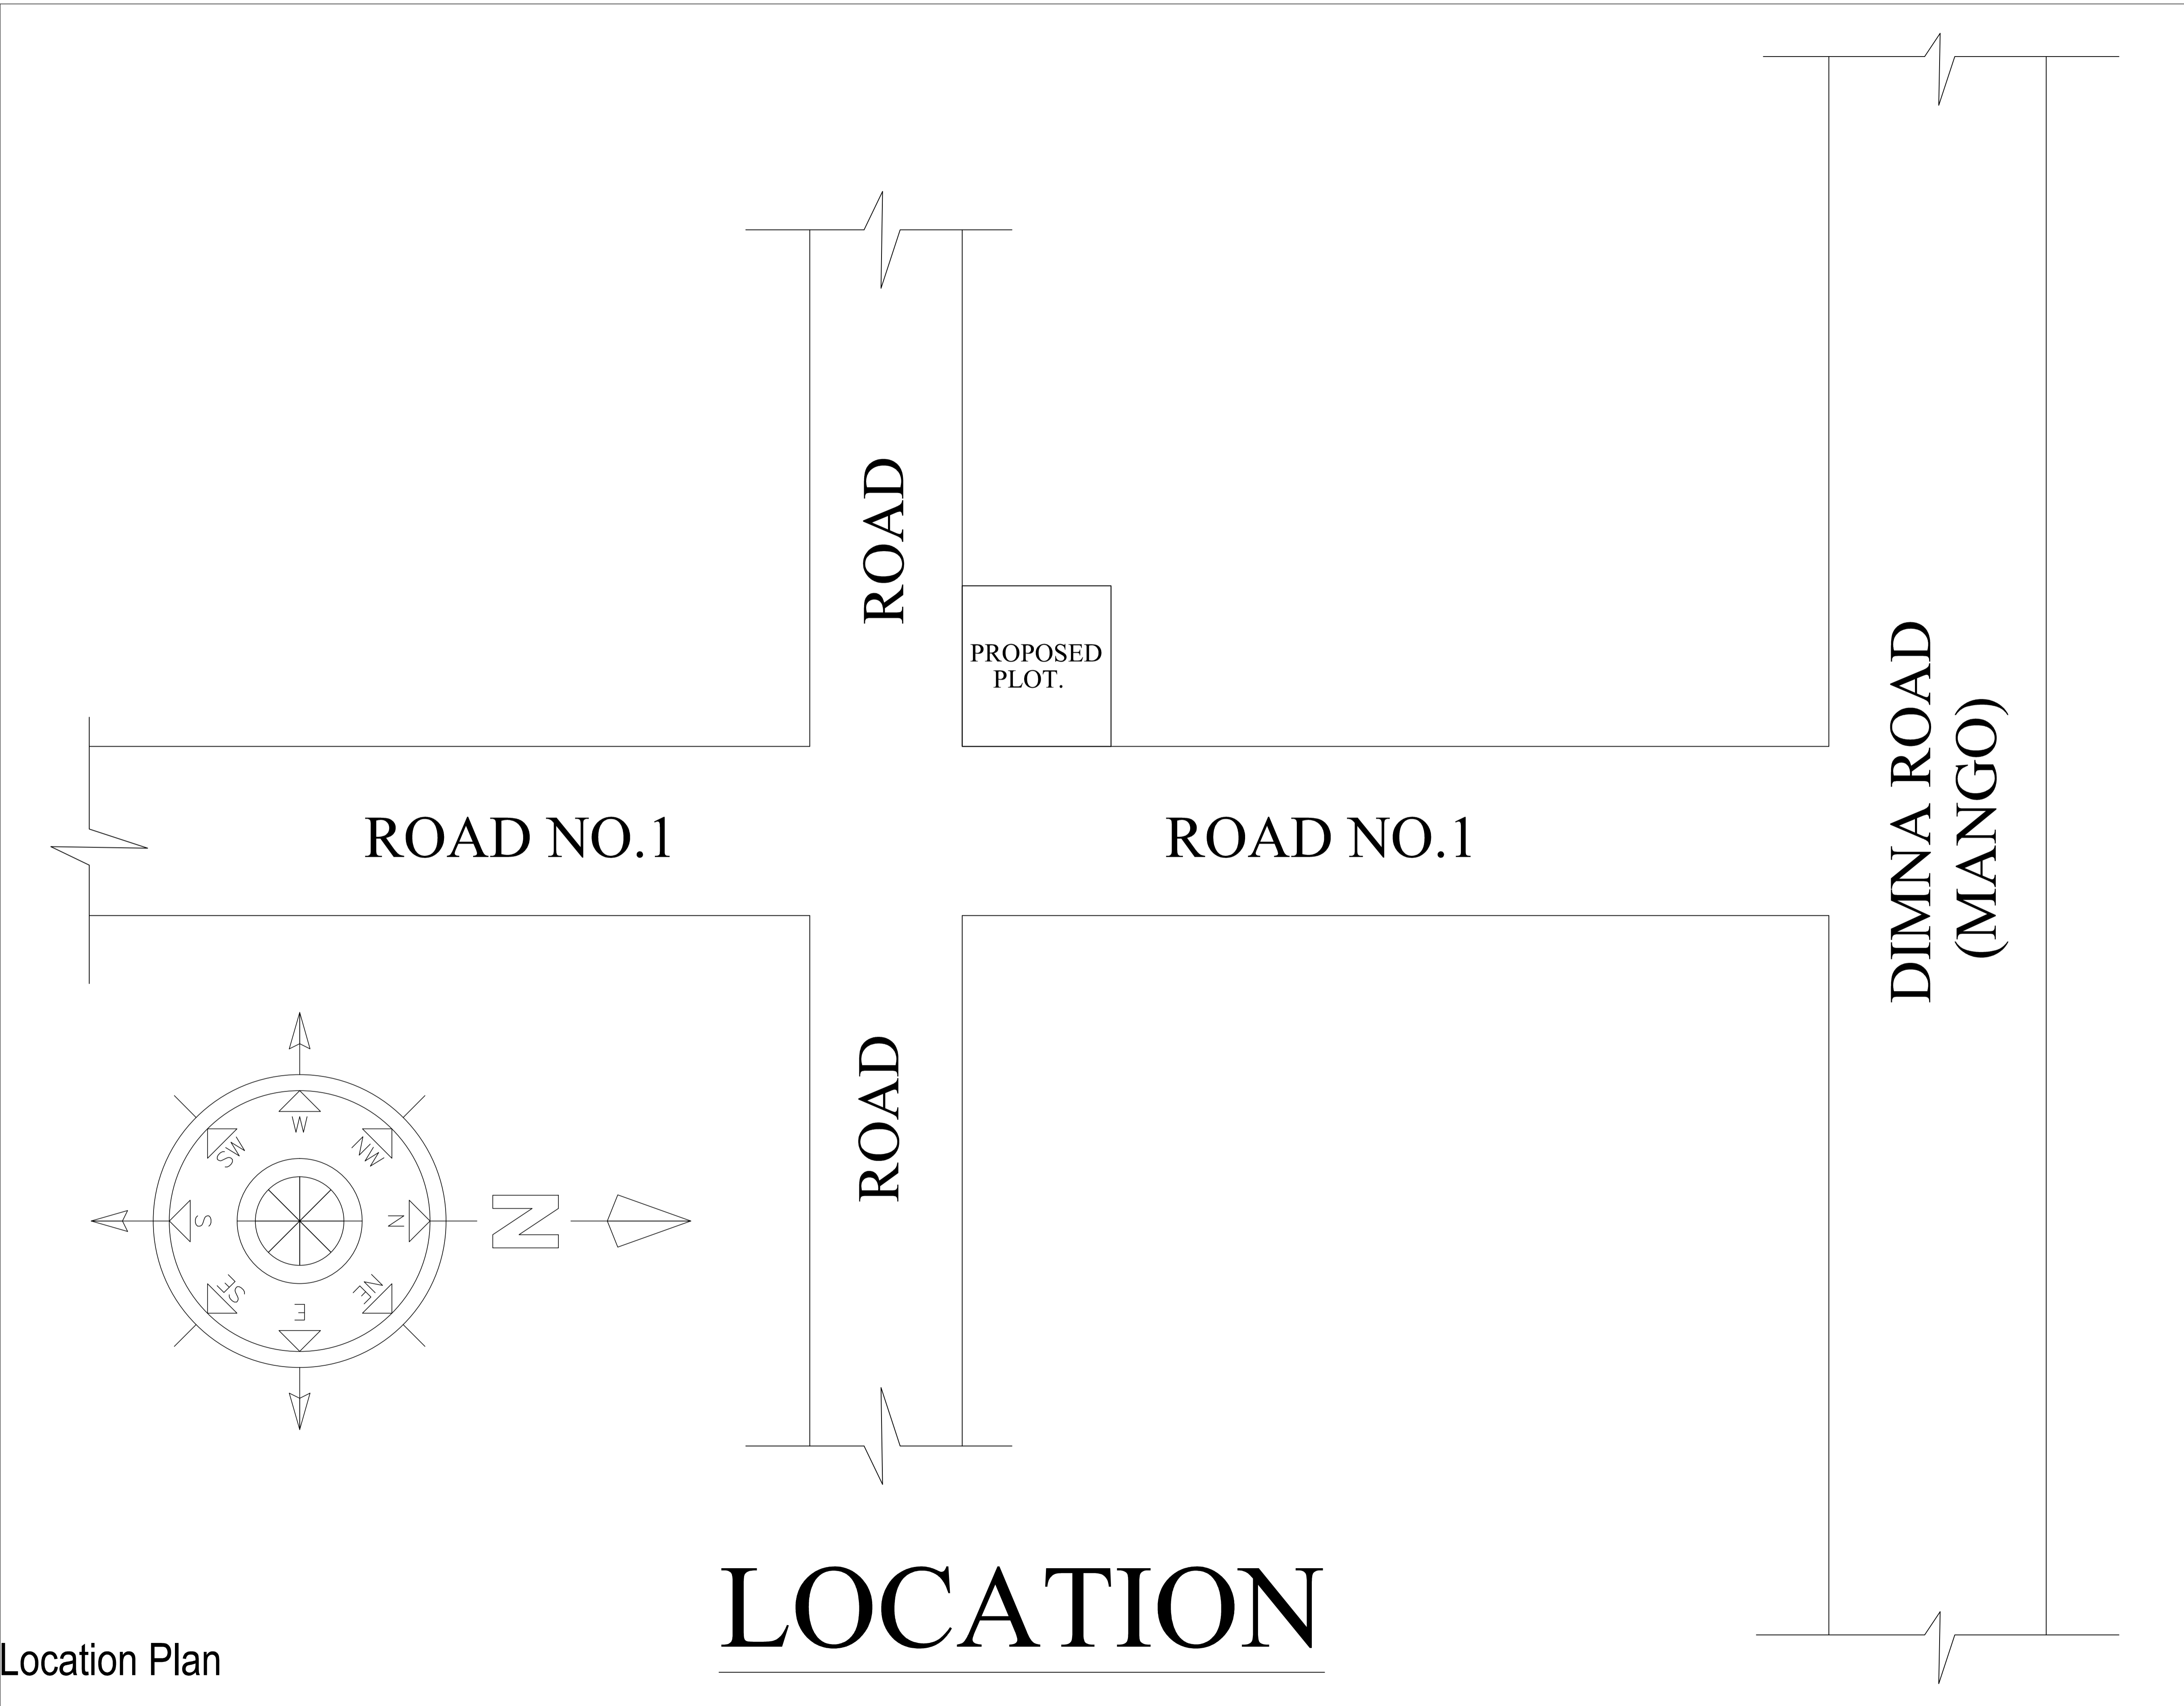 ROAD
PROPOSED
PLOT.
ROAD NO.1
ROAD NO.1
DIMNA ROAD
(MANGO)
ROAD
W
SW
NW
S
N
N
SE
NE
E
LOCATION
Location Plan